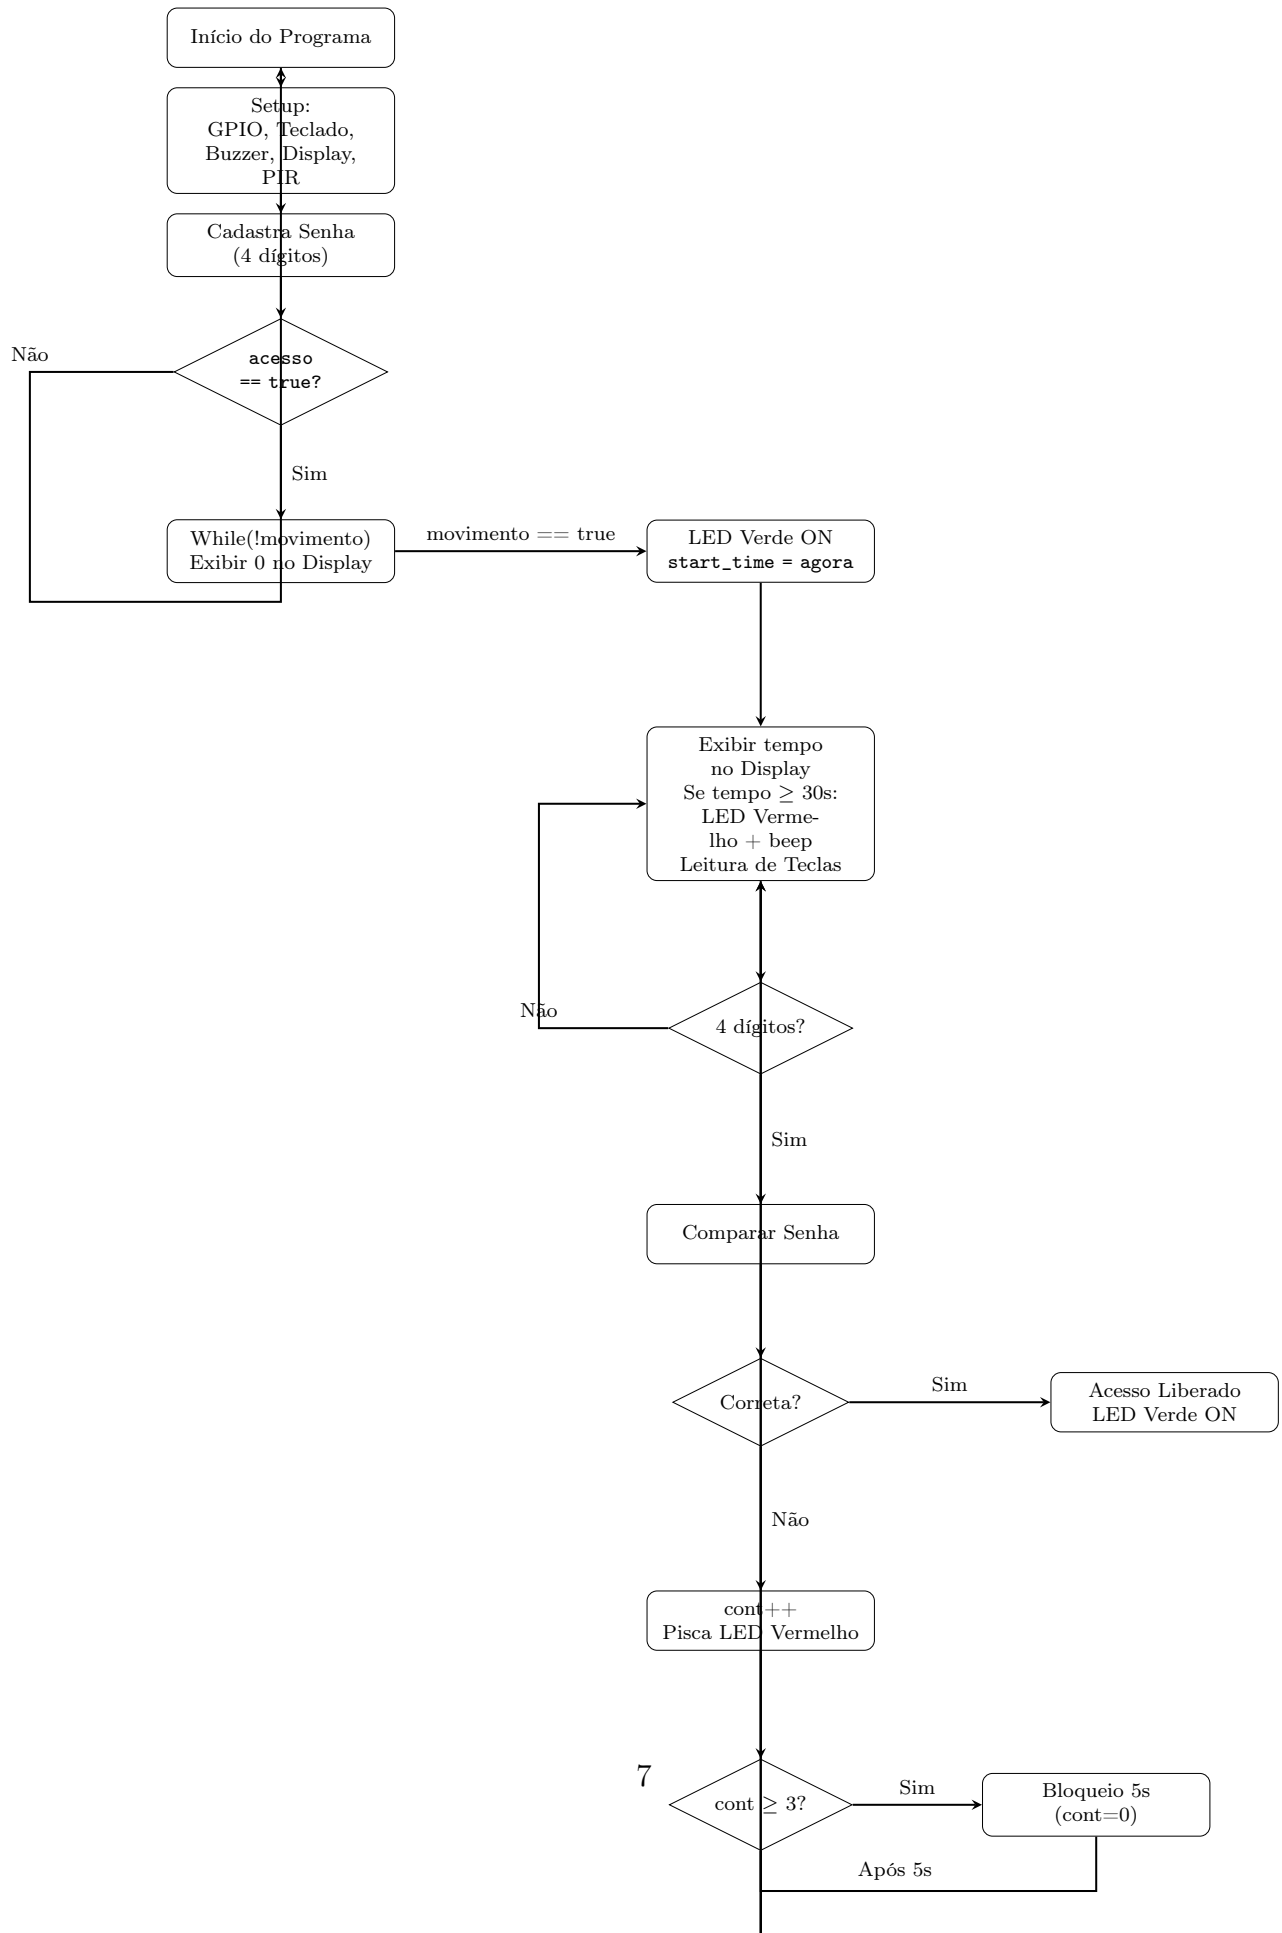 Início do Programa
Setup:
GPIO, Teclado,
Buzzer, Display,
PIR
Cadastra Senha
(4 dígitos)
Não
acesso
== true?
Sim
While(!movimento)
Exibir 0 no Display
movimento == true
LED Verde ON
start_time = agora
Exibir tempo
no Display
Se tempo ≥ 30s:
LED Verme-
lho + beep
Leitura de Teclas
Não
4 dígitos?
Sim
Comparar Senha
Correta?
Sim
Acesso Liberado
LED Verde ON
Não
cont++
Pisca LED Vermelho
7
cont ≥ 3?
Sim
Bloqueio 5s
(cont=0)
Após 5s